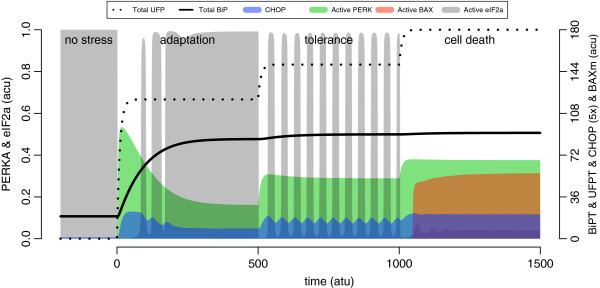 Total UFP Total BiP CHOP Active PERK Active BAX Active eIF2a
no stress adaptation tolerance cell death
PERKA & eIF2a (acu)
0.0 0.2 0.4 0.6 0.8 1.0
0 36 72 108 144 180
BiPT & UFPT & CHOP (5x) & BAXm (acu)
0 500 1000 1500
time (atu)